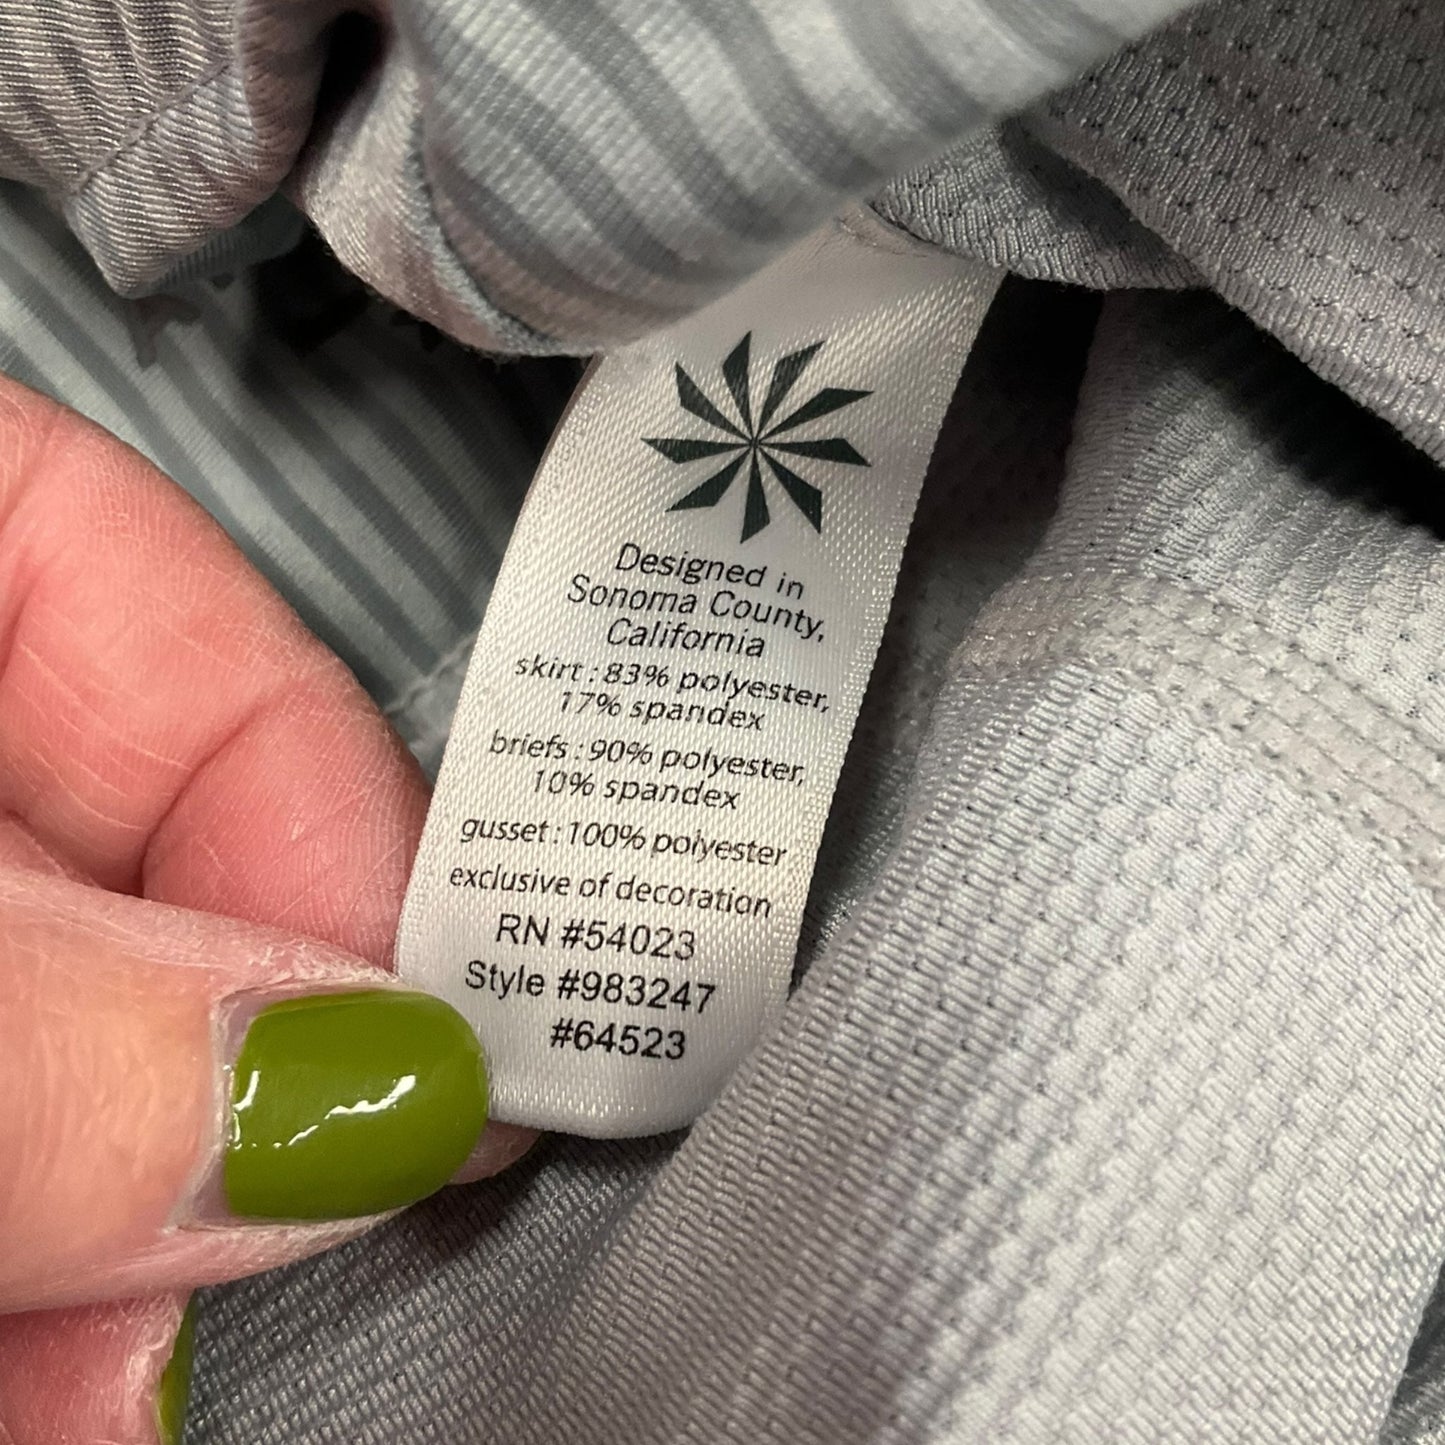 Designed in
Sonoma County,
California
skirt : 83% polyester,
17% spandex
briefs : 90% polyester,
10% spandex
gusset : 100% polyester
exclusive of decoration
RN #54023
Style #983247
#64523